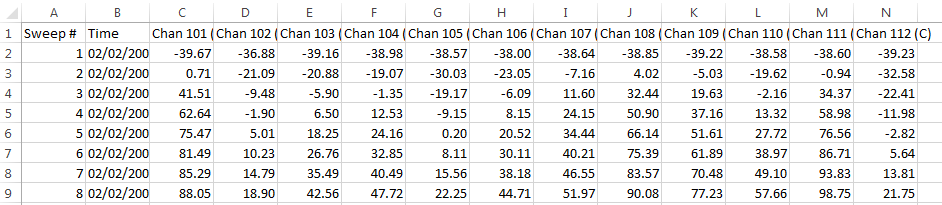 A B C D E F G H I J K L M N
1 Sweep # Time Chan 101 ( Chan 102 ( Chan 103 ( Chan 104 ( Chan 105 ( Chan 106 ( Chan 107 ( Chan 108 ( Chan 109 ( Chan 110 ( Chan 111 ( Chan 112 (C)
2 1 02/02/200 -39.67 -36.88 -39.16 -38.98 -38.57 -38.00 -38.64 -38.85 -39.22 -38.58 -38.60 -39.23
3 2 02/02/200 0.71 -21.09 -20.88 -19.07 -30.03 -23.05 -7.16 4.02 -5.03 -19.62 -0.94 -32.58
4 3 02/02/200 41.51 -9.48 -5.90 -1.35 -19.17 -6.09 11.60 32.44 19.63 -2.16 34.37 -22.41
5 4 02/02/200 62.64 -1.90 6.50 12.53 -9.15 8.15 24.15 50.90 37.16 13.32 58.98 -11.98
6 5 02/02/200 75.47 5.01 18.25 24.16 0.20 20.52 34.44 66.14 51.61 27.72 76.56 -2.82
7 6 02/02/200 81.49 10.23 26.76 32.85 8.11 30.11 40.21 75.39 61.89 38.97 86.71 5.64
8 7 02/02/200 85.29 14.79 35.49 40.49 15.56 38.18 46.55 83.57 70.48 49.10 93.83 13.81
9 8 02/02/200 88.05 18.90 42.56 47.72 22.25 44.71 51.97 90.08 77.23 57.66 98.75 21.75